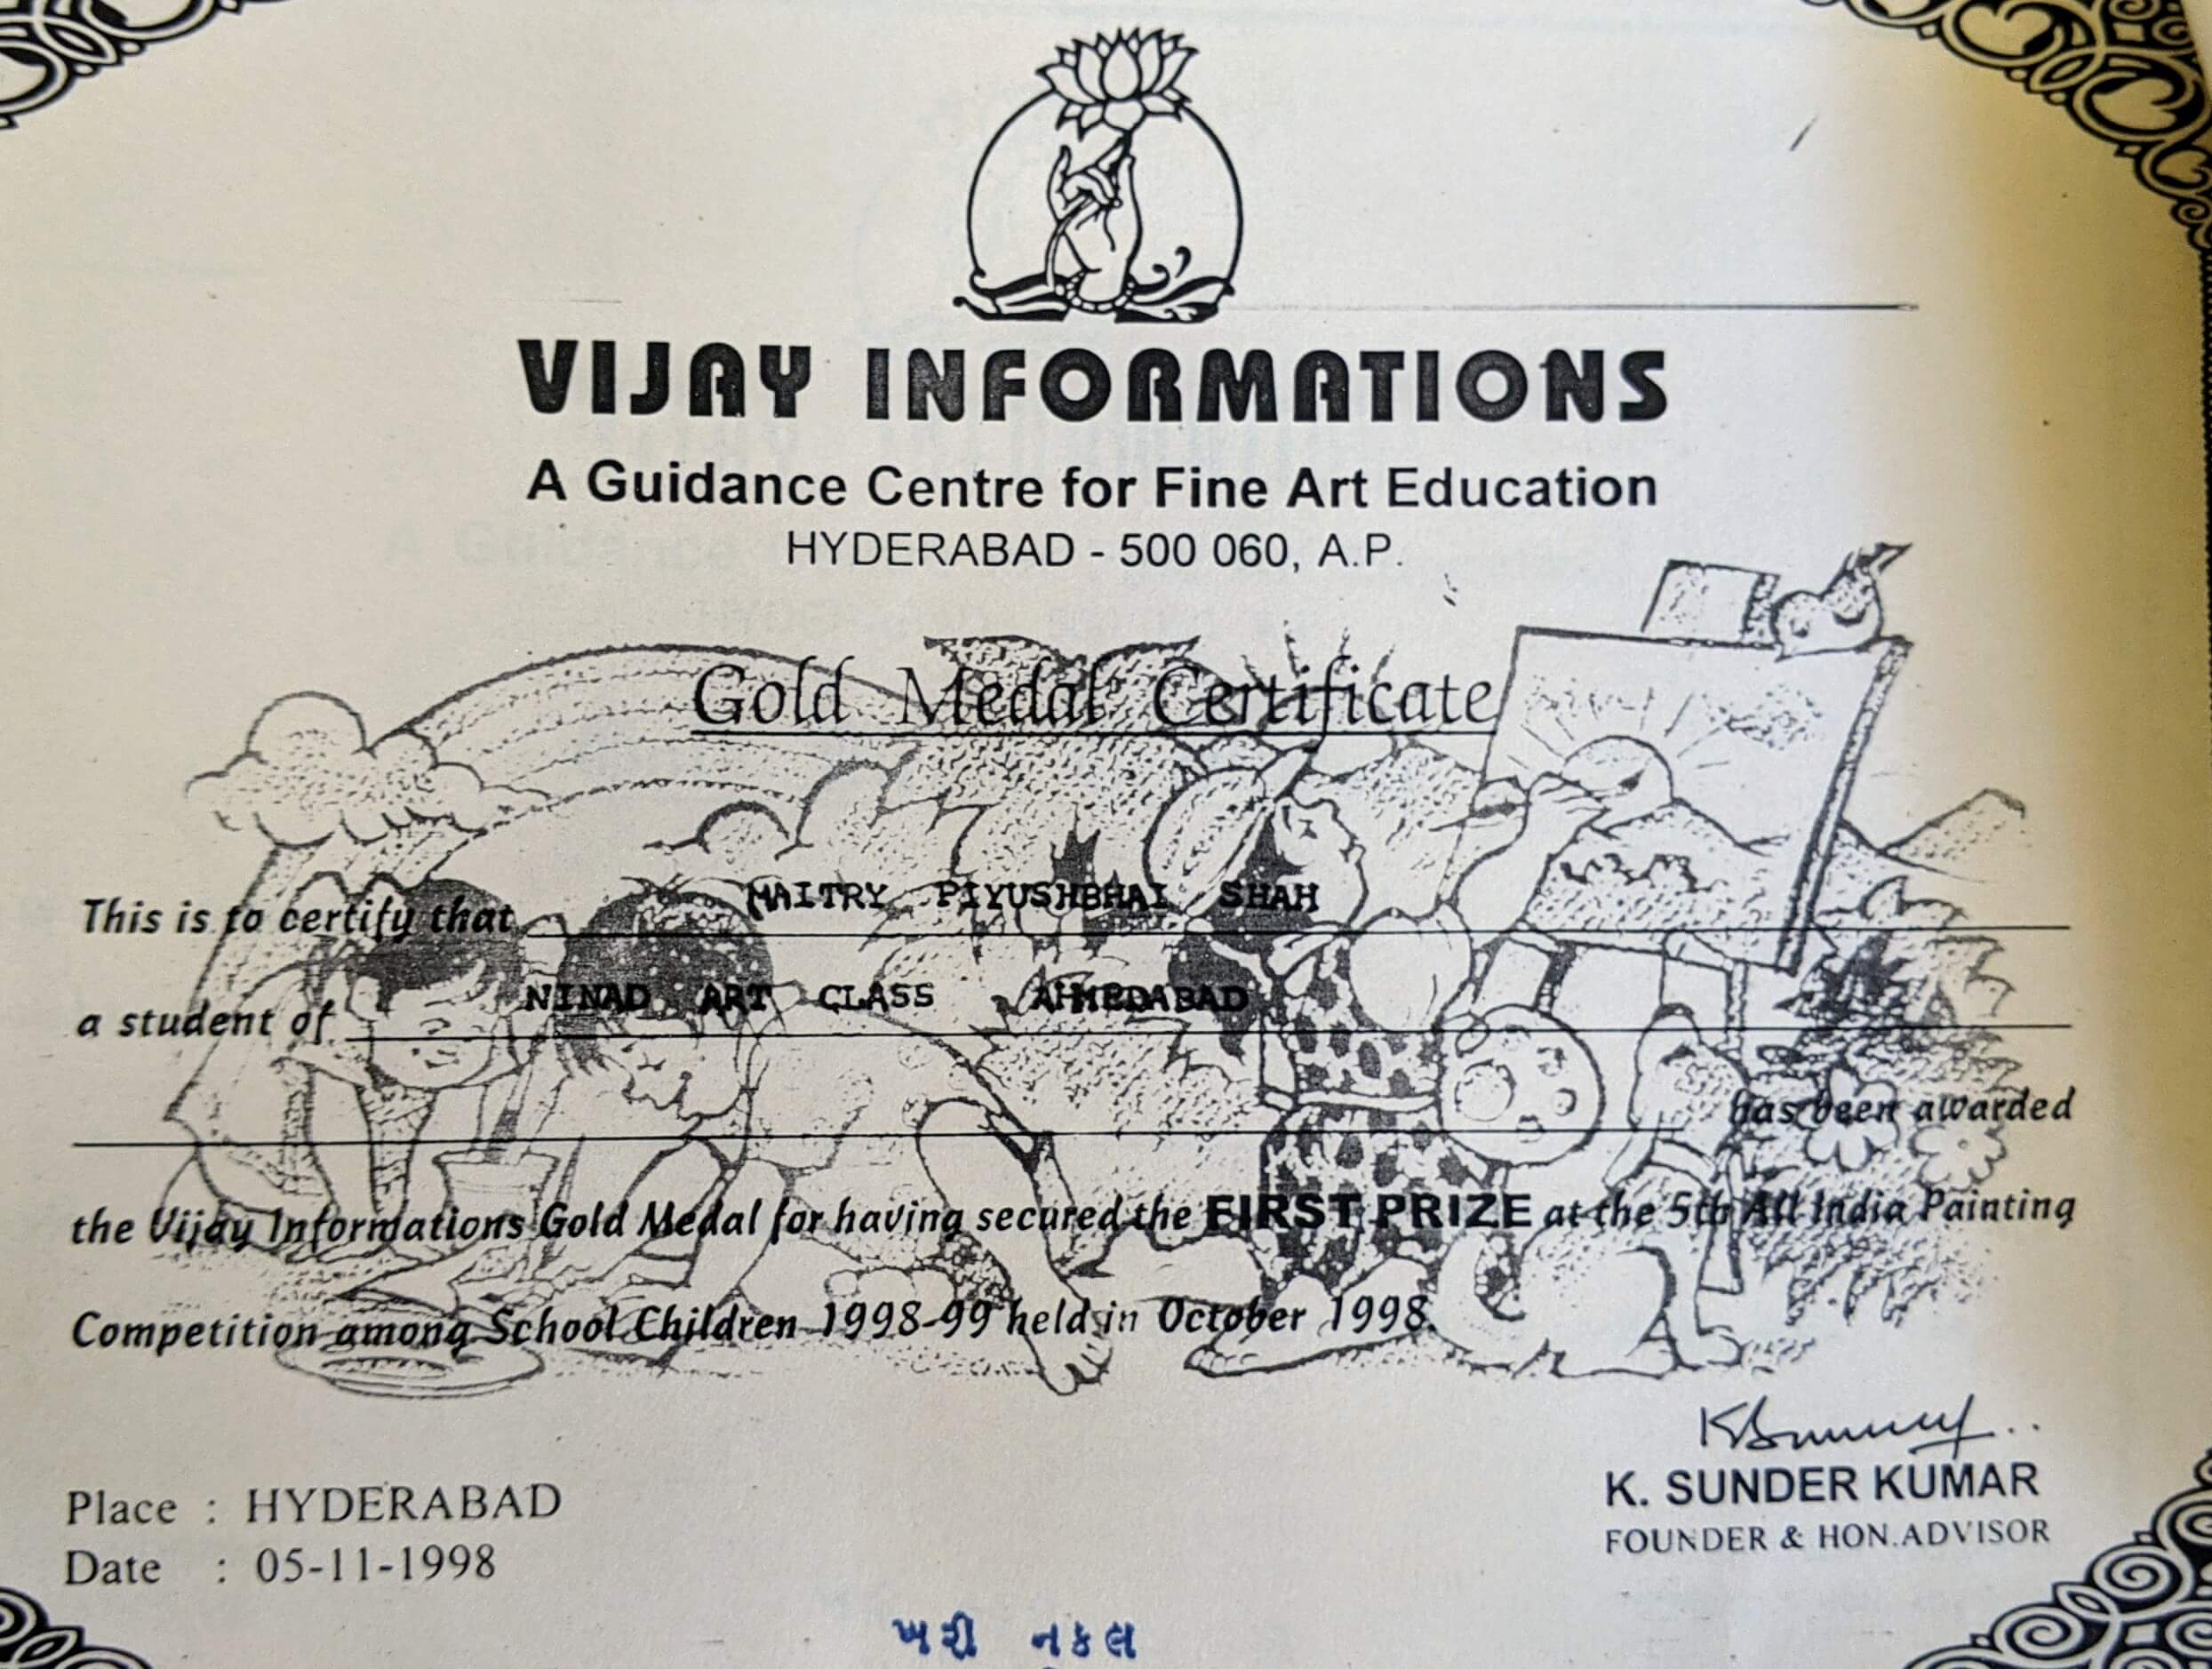 VIJAY INFORMATIONS
A Guidance Centre for Fine Art Education
HYDERABAD - 500 060, A.P.
Gold Medal Certificate
This is to certify that MAITRY PIYUSHBHAI SHAH
a student of NINAD ART CLASS AHMEDABAD
has been awarded
the Vijay Informations Gold Medal for having secured the FIRST PRIZE at the 5th All India Painting
Competition among School Children 1998-99 held in October 1998.
K. SUNDER KUMAR
Place : HYDERABAD
FOUNDER & HON.ADVISOR
Date : 05-11-1998
ખરી નકલ